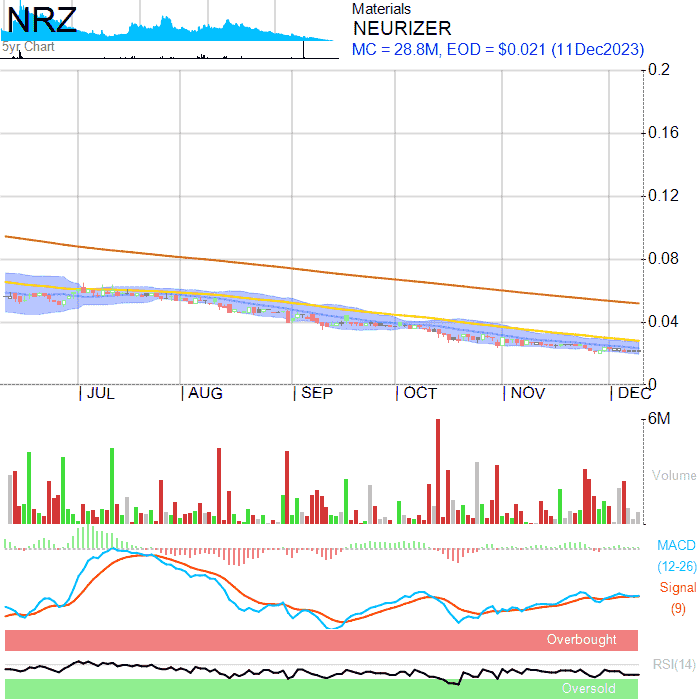 NRZ
5yr Chart
Materials
NEURIZER
MC = 28.8M, EOD = $0.021 (11Dec2023)
0.2
0.16
0.12
0.08
0.04
0
JUL
AUG
SEP
OCT
NOV
DEC
6M
Volume
MACD
(12-26)
Signal
(9)
Overbought
RSI(14)
Oversold